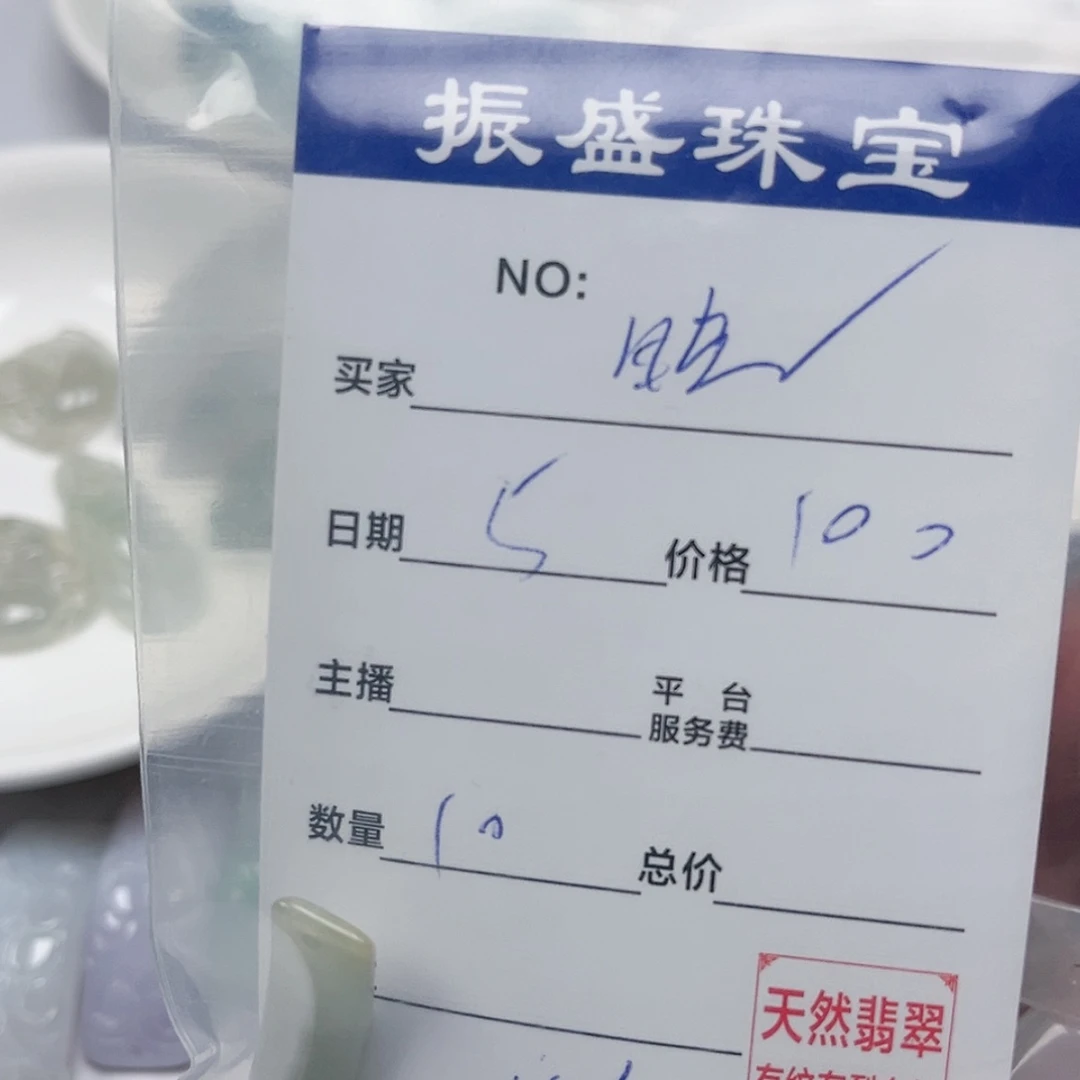 振盛珠宝
NO:
买家
日期 5 价格 100
主播 平台服务费
数量 10 总价
天然翡翠